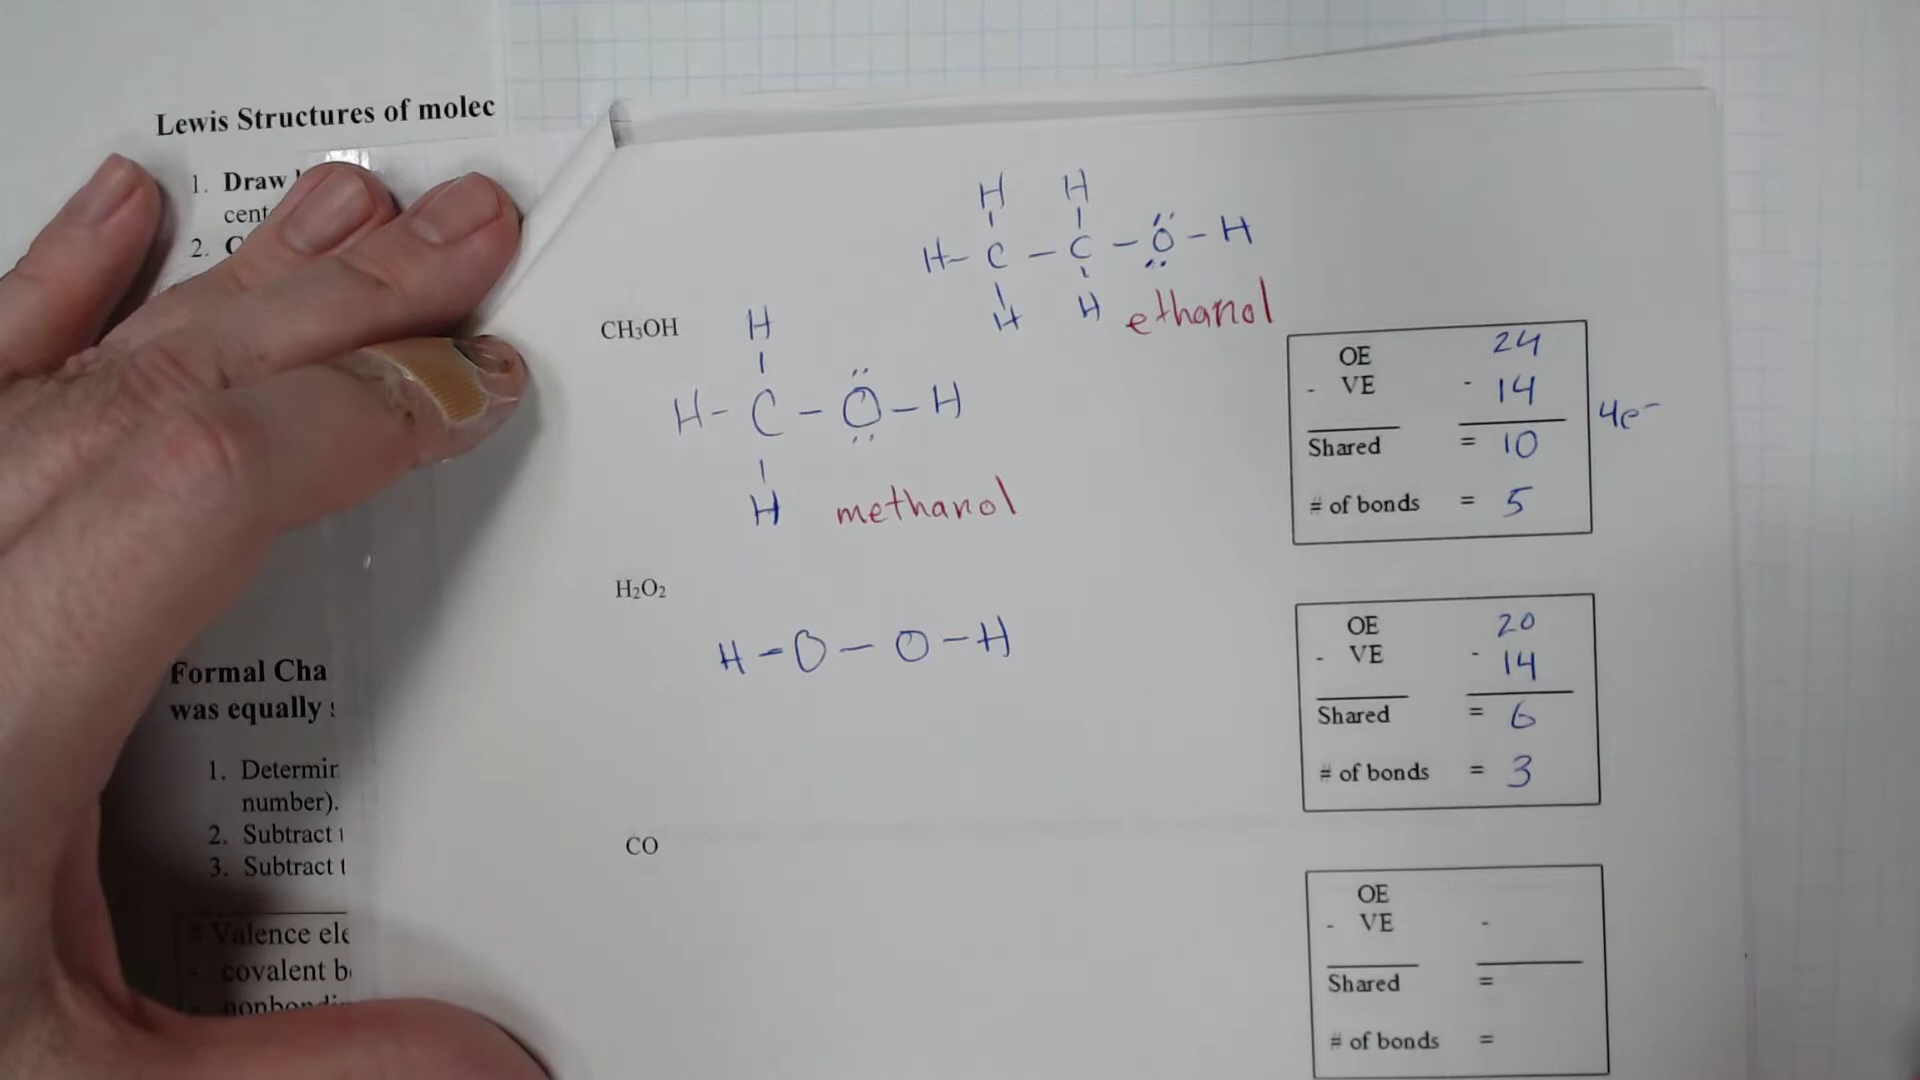 Lewis Structures of molec
1. Draw
cent
2. C
Formal Cha
was equally
1. Determin
number).
2. Subtract
3. Subtract t
# Valence ele
- covalent b
- nonbondi
H H
H-C-C-O-H
H H ethanol
CH₃OH H
H-C-O-H
H methanol
OE 24
- VE - 14
4e⁻
Shared = 10
# of bonds = 5
H₂O₂
H-O-O-H
OE 20
- VE - 14
Shared = 6
# of bonds = 3
CO
OE
- VE -
Shared =
# of bonds =